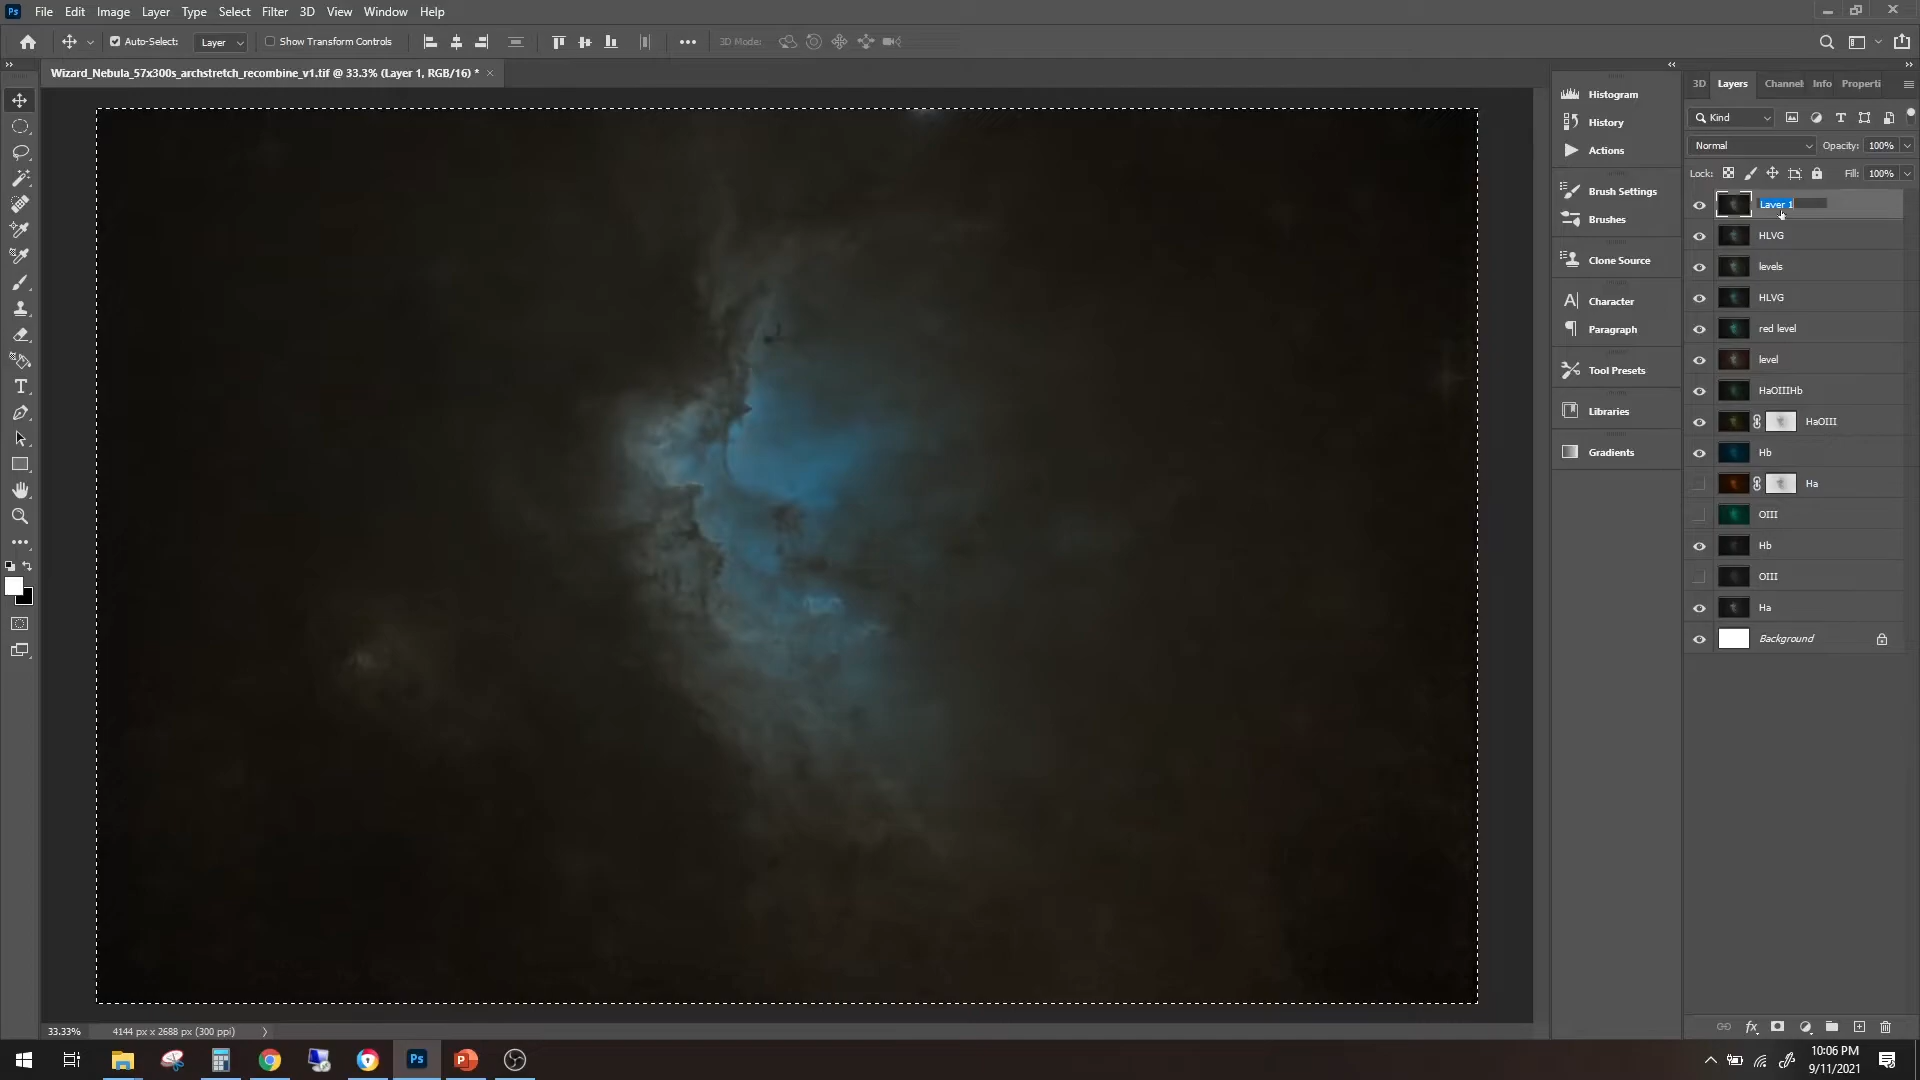 Ps File Edit Image Layer Type Select Filter 3D View Window Help
Auto-Select: Layer Show Transform Controls 3D Mode:
Wizard_Nebula_57x300s_archstretch_recombine_v1.tif @ 33.3% (Layer 1, RGB/16) *
Histogram
History
Actions
Brush Settings
Brushes
Clone Source
Character
Paragraph
Tool Presets
Libraries
Gradients
3D Layers Channel Info Properti
Kind
Normal Opacity: 100%
Lock: Fill: 100%
Layer 1
HLVG
levels
HLVG
red level
level
HaOIIIHb
HaOIII
Hb
Ha
OIII
Hb
OIII
Ha
Background
33.33% 4144 px x 2688 px (300 ppi)
Ps
10:06 PM
9/11/2021